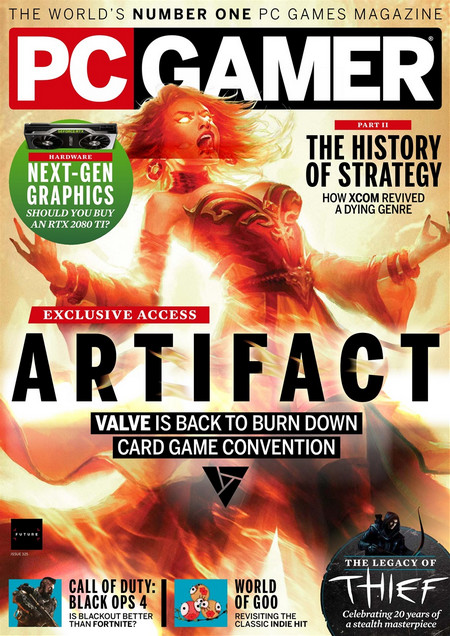 THE WORLD'S NUMBER ONE PC GAMES MAGAZINE
PC GAMER
GEFORCE RTX
HARDWARE
NEXT-GEN
GRAPHICS
SHOULD YOU BUY
AN RTX 2080 TI?
PART II
THE HISTORY
OF STRATEGY
HOW XCOM REVIVED
A DYING GENRE
EXCLUSIVE ACCESS
ARTIFACT
VALVE IS BACK TO BURN DOWN
CARD GAME CONVENTION
FUTURE
CALL OF DUTY:
BLACK OPS 4
IS BLACKOUT BETTER
THAN FORTNITE?
WORLD
OF GOO
REVISITING THE
CLASSIC INDIE HIT
THE LEGACY OF
THIEF
Celebrating 20 years of
a stealth masterpiece